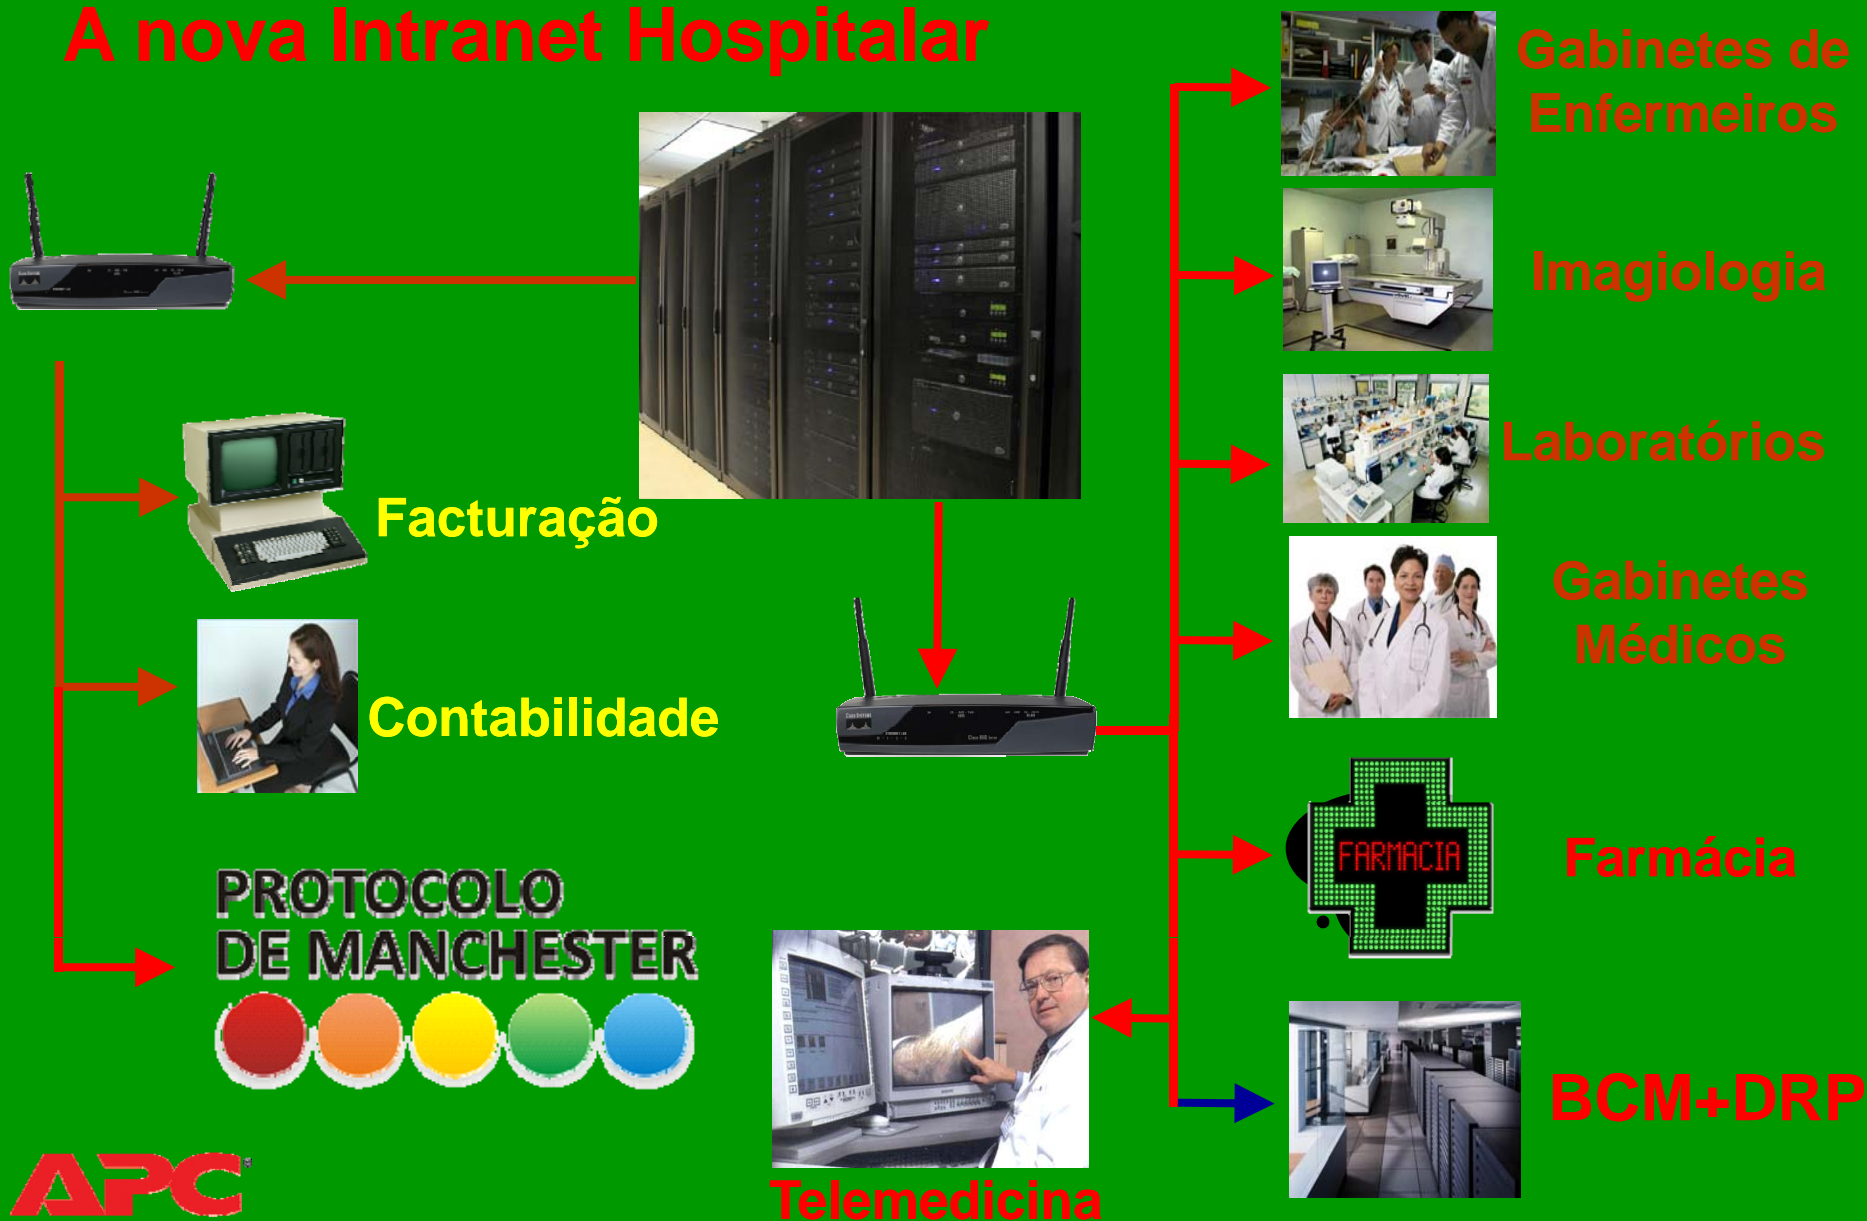 A nova Intranet Hospitalar
Gabinetes de
Enfermeiros
Imagiologia
Laboratórios
Facturação
Gabinetes
Médicos
Contabilidade
FARMACIA
Farmácia
PROTOCOLO
DE MANCHESTER
BCM+DRP
APC
Telemedicina